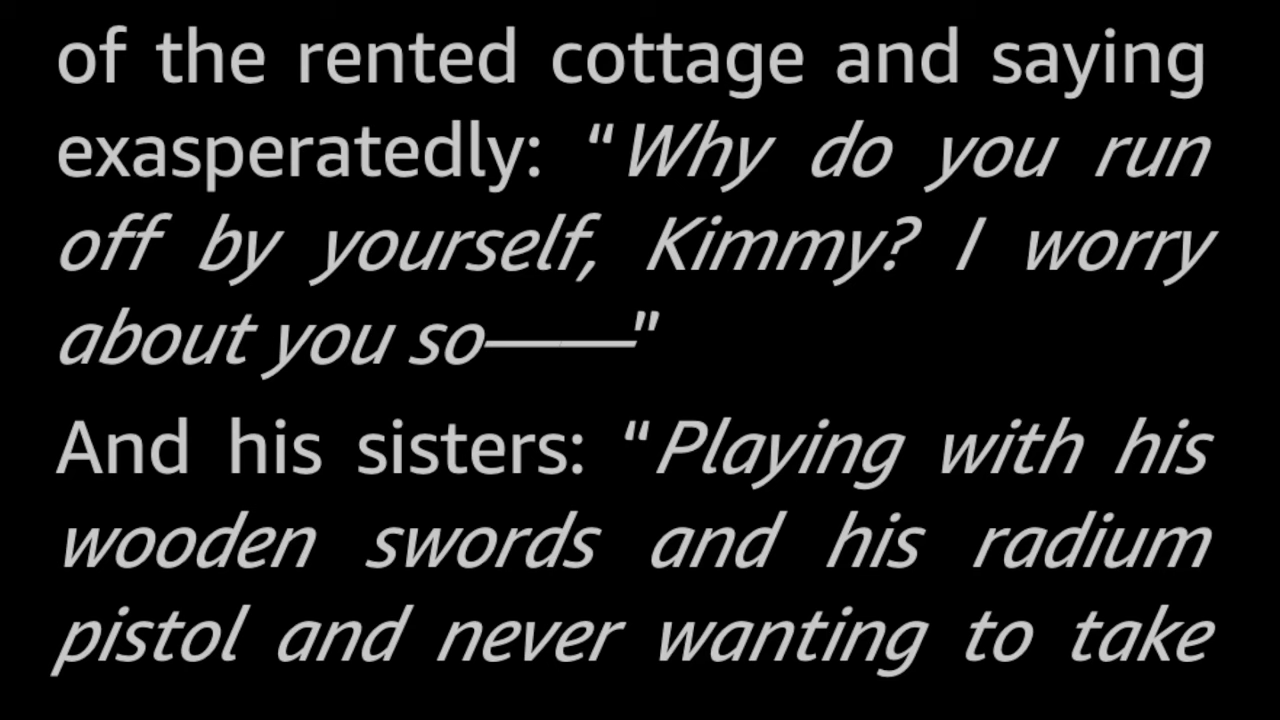 of the rented cottage and saying
exasperatedly: “Why do you run
off by yourself, Kimmy? I worry
about you so——"
And his sisters: “Playing with his
wooden swords and his radium
pistol and never wanting to take